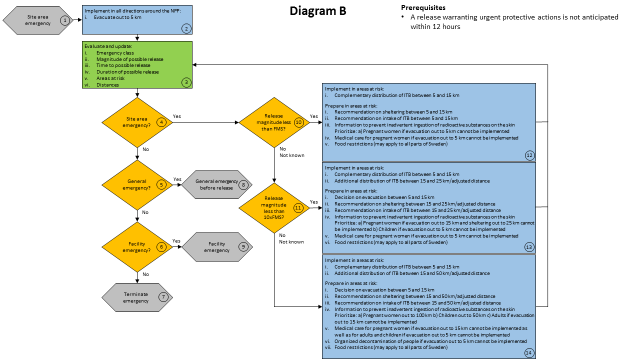 Diagram B
Prerequisites
• A release warranting urgent protective actions is not anticipated
within 12 hours
Site area
emergency
1
Implement in all directions around the NPP:
i. Evacuate out to 5 km
2
Evaluate and update:
i. Emergency class
ii. Magnitude of possible release
iii. Time to possible release
iv. Duration of possible release
v. Areas at risk
vi. Distances
3
Site area
emergency?
4
Yes
No
General
emergency?
5
Yes
No
Facility
emergency?
6
Yes
No
Terminate
emergency
7
General emergency
before release
8
Facility
emergency
9
Release
magnitude less
than FMS?
10
Yes
No
Not known
Release
magnitude
less than
10xFMS?
11
Yes
No
Not known
Implement in areas at risk:
i. Complementary distribution of ITB between 5 and 15 km
Prepare in areas at risk:
i. Recommendation on sheltering between 5 and 15 km
ii. Recommendation on intake of ITB between 5 and 15 km
iii. Information to prevent inadvertent ingestion of radioactive substances on the skin
Prioritize: a) Pregnant women if evacuation out to 5 km cannot be implemented
iv. Medical care for pregnant women if evacuation out to 5 km cannot be implemented
v. Food restrictions (may apply to all parts of Sweden)
12
Implement in areas at risk:
i. Complementary distribution of ITB between 5 and 15 km
ii. Additional distribution of ITB between 15 and 25 km/adjusted distance
Prepare in areas at risk:
i. Decision on evacuation between 5 and 15 km
ii. Recommendation on sheltering between 15 and 25 km/adjusted distance
iii. Recommendation on intake of ITB between 15 and 25 km/adjusted distance
iv. Information to prevent inadvertent ingestion of radioactive substances on the skin
Prioritize: a) Pregnant women if evacuation out to 15 km and sheltering out to 25 km cannot
be implemented b) Children if evacuation out to 5 km cannot be implemented
v. Medical care for pregnant women if evacuation out to 5 km cannot be implemented
vi. Food restrictions (may apply to all parts of Sweden)
13
Implement in areas at risk:
i. Complementary distribution of ITB between 5 and 15 km
ii. Additional distribution of ITB between 15 and 50 km/adjusted distance
Prepare in areas at risk:
i. Decision on evacuation between 5 and 15 km
ii. Recommendation on sheltering between 15 and 50 km/adjusted distance
iii. Recommendation on intake of ITB between 15 and 50 km/adjusted distance
iv. Information to prevent inadvertent ingestion of radioactive substances on the skin
Prioritize: a) Pregnant women out to 100 km b) Children out to 50 km c) Adults if evacuation
out to 15 km cannot be implemented
v. Medical care for pregnant women if evacuation out to 15 km cannot be implemented as
well as for adults and children if evacuation out to 5 km cannot be implemented
vi. Organized decontamination of people if evacuation out to 5 km cannot be implemented
vii. Food restrictions (may apply to all parts of Sweden)
14